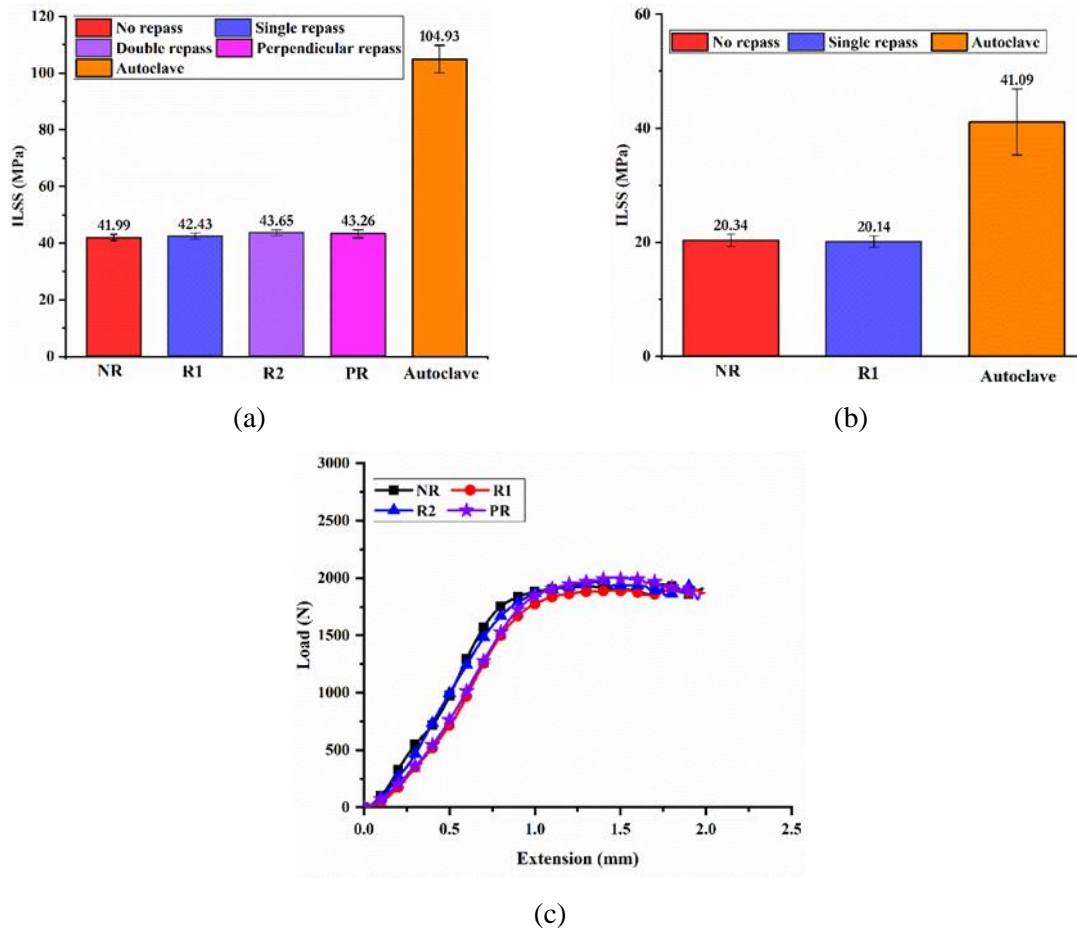 No repass Single repass
Double repass Perpendicular repass
Autoclave
104.93
41.99 42.43 43.65 43.26
ILSS (MPa)
120
100
80
60
40
20
0
NR R1 R2 PR Autoclave
(a)
No repass Single repass Autoclave
41.09
20.34 20.14
ILSS (MPa)
60
40
20
0
NR R1 Autoclave
(b)
NR R1
R2 PR
Load (N)
3000
2500
2000
1500
1000
500
0
0.0 0.5 1.0 1.5 2.0 2.5
Extension (mm)
(c)